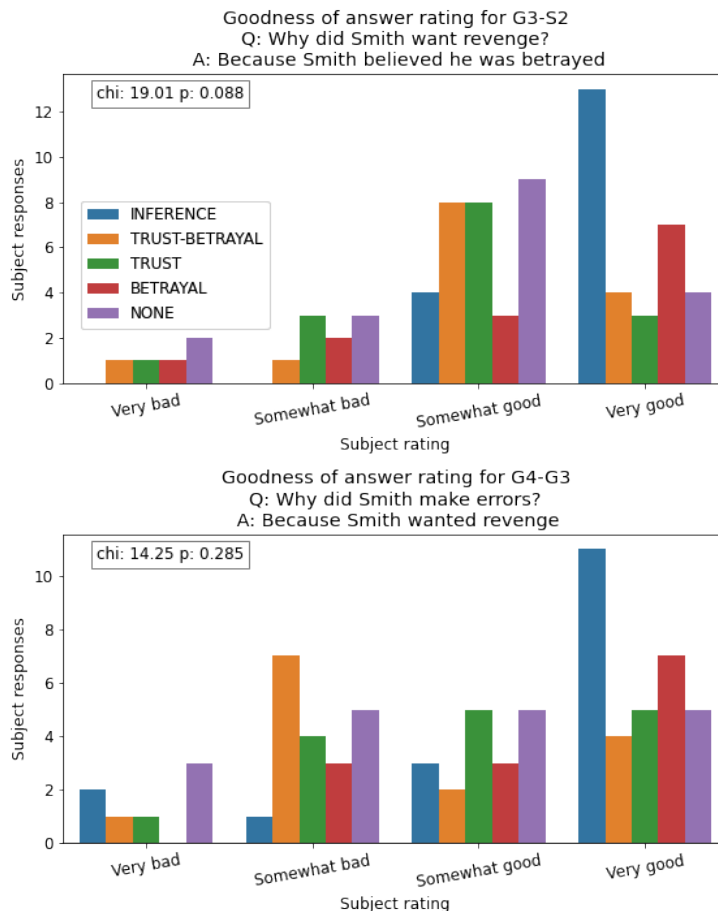 Goodness of answer rating for G3-S2
Q: Why did Smith want revenge?
A: Because Smith believed he was betrayed
chi: 19.01 p: 0.088
12
10
8
6
4
2
0
Subject responses
INFERENCE
TRUST-BETRAYAL
TRUST
BETRAYAL
NONE
Very bad
Somewhat bad
Somewhat good
Very good
Subject rating
Goodness of answer rating for G4-G3
Q: Why did Smith make errors?
A: Because Smith wanted revenge
chi: 14.25 p: 0.285
10
8
6
4
2
0
Subject responses
Very bad
Somewhat bad
Somewhat good
Very good
Subject rating